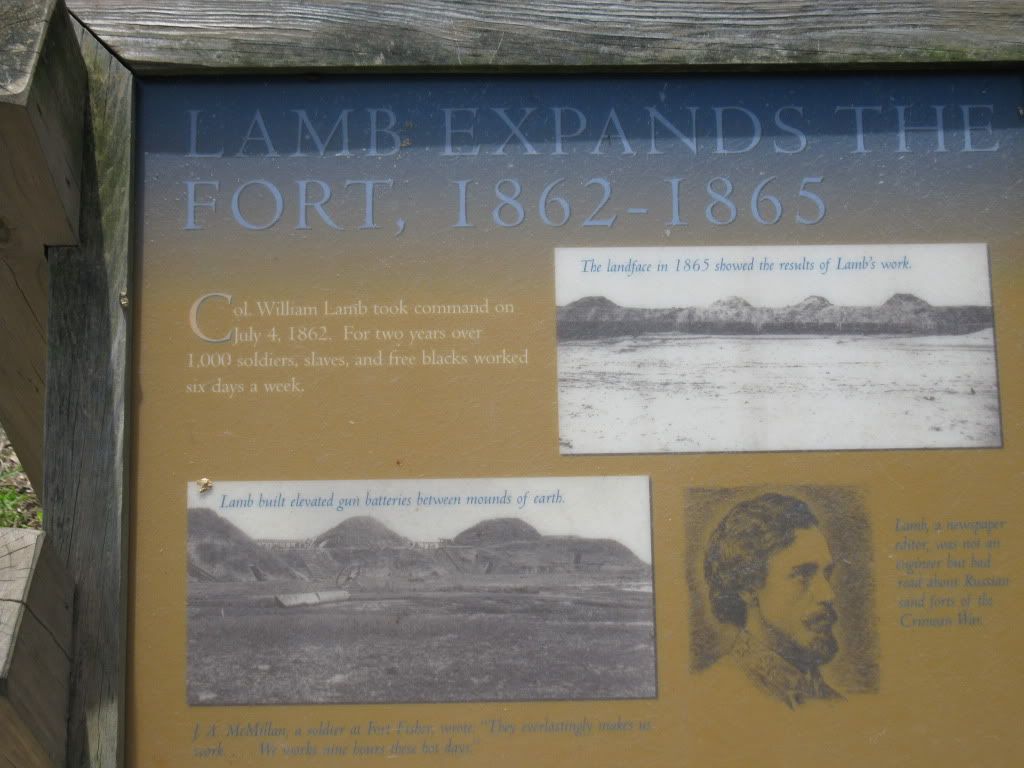 LAMB EXPANDS THE
FORT, 1862-1865
The landface in 1865 showed the results of Lamb's work.
Col. William Lamb took command on
July 4, 1862. For two years over
1,000 soldiers, slaves, and free blacks worked
six days a week.
Lamb built elevated gun batteries between mounds of earth.
Lamb, a newspaper
editor, was not an
engineer but had
read about Russian
sand forts of the
Crimean War.
J. A. McMillan, a soldier at Fort Fisher, wrote: "They everlastingly makes us
work . . . We works nine hours these hot days."